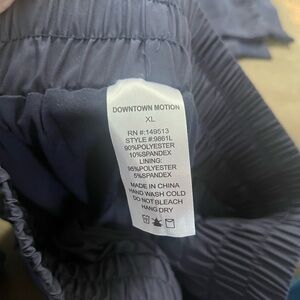 DOWNTOWN MOTION
XL
RN #:149513
STYLE #:9861L
90%POLYESTER
10%SPANDEX
LINING:
95%POLYESTER
5%SPANDEX
MADE IN CHINA
HAND WASH COLD
DO NOT BLEACH
HANG DRY